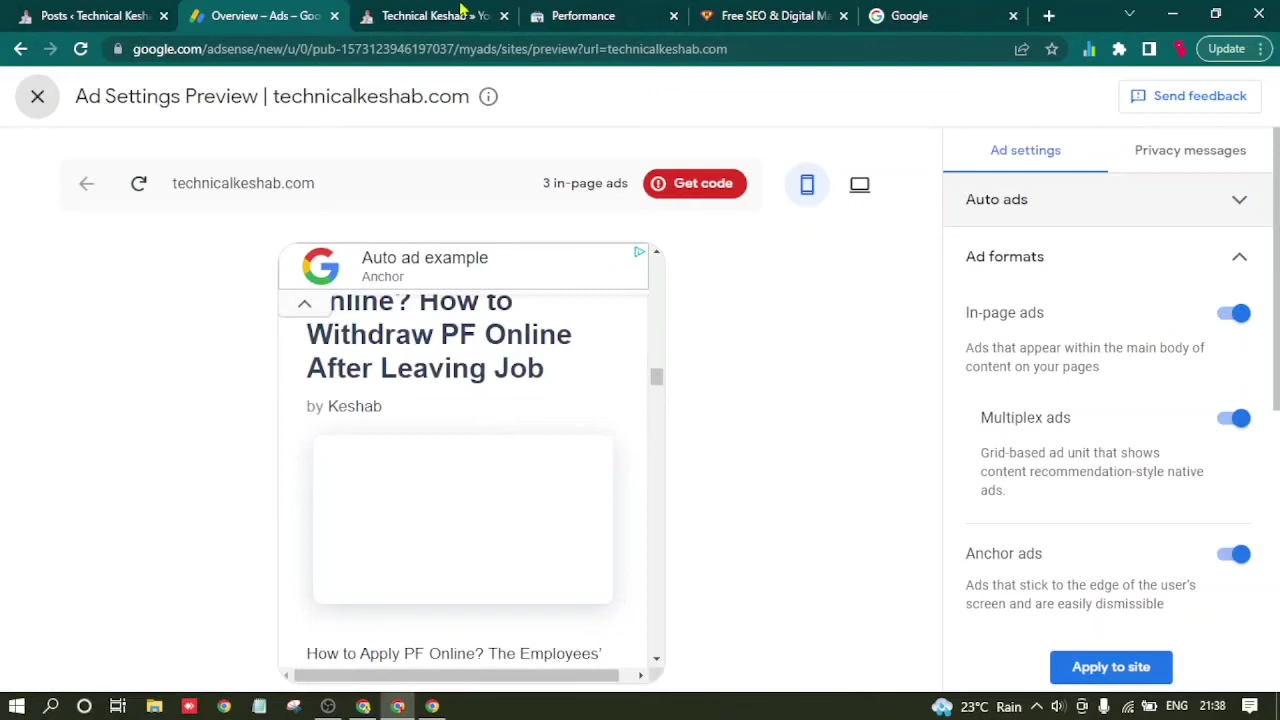 Posts ‹ Technical Kesh
Overview – Ads – Goo
Technical Keshab » Yo
Performance
Free SEO & Digital Ma
Google
google.com/adsense/new/u/0/pub-1573123946197037/myads/sites/preview?url=technicalkeshab.com
Update
Ad Settings Preview | technicalkeshab.com
Send feedback
Ad settings
Privacy messages
technicalkeshab.com
3 in-page ads
Get code
Auto ads
Auto ad example
Anchor
Ad formats
Online? How to
Withdraw PF Online
After Leaving Job
by Keshab
In-page ads
Ads that appear within the main body of
content on your pages
Multiplex ads
Grid-based ad unit that shows
content recommendation-style native
ads.
Anchor ads
Ads that stick to the edge of the user's
screen and are easily dismissible
How to Apply PF Online? The Employees'
Apply to site
23°C Rain
ENG
21:38